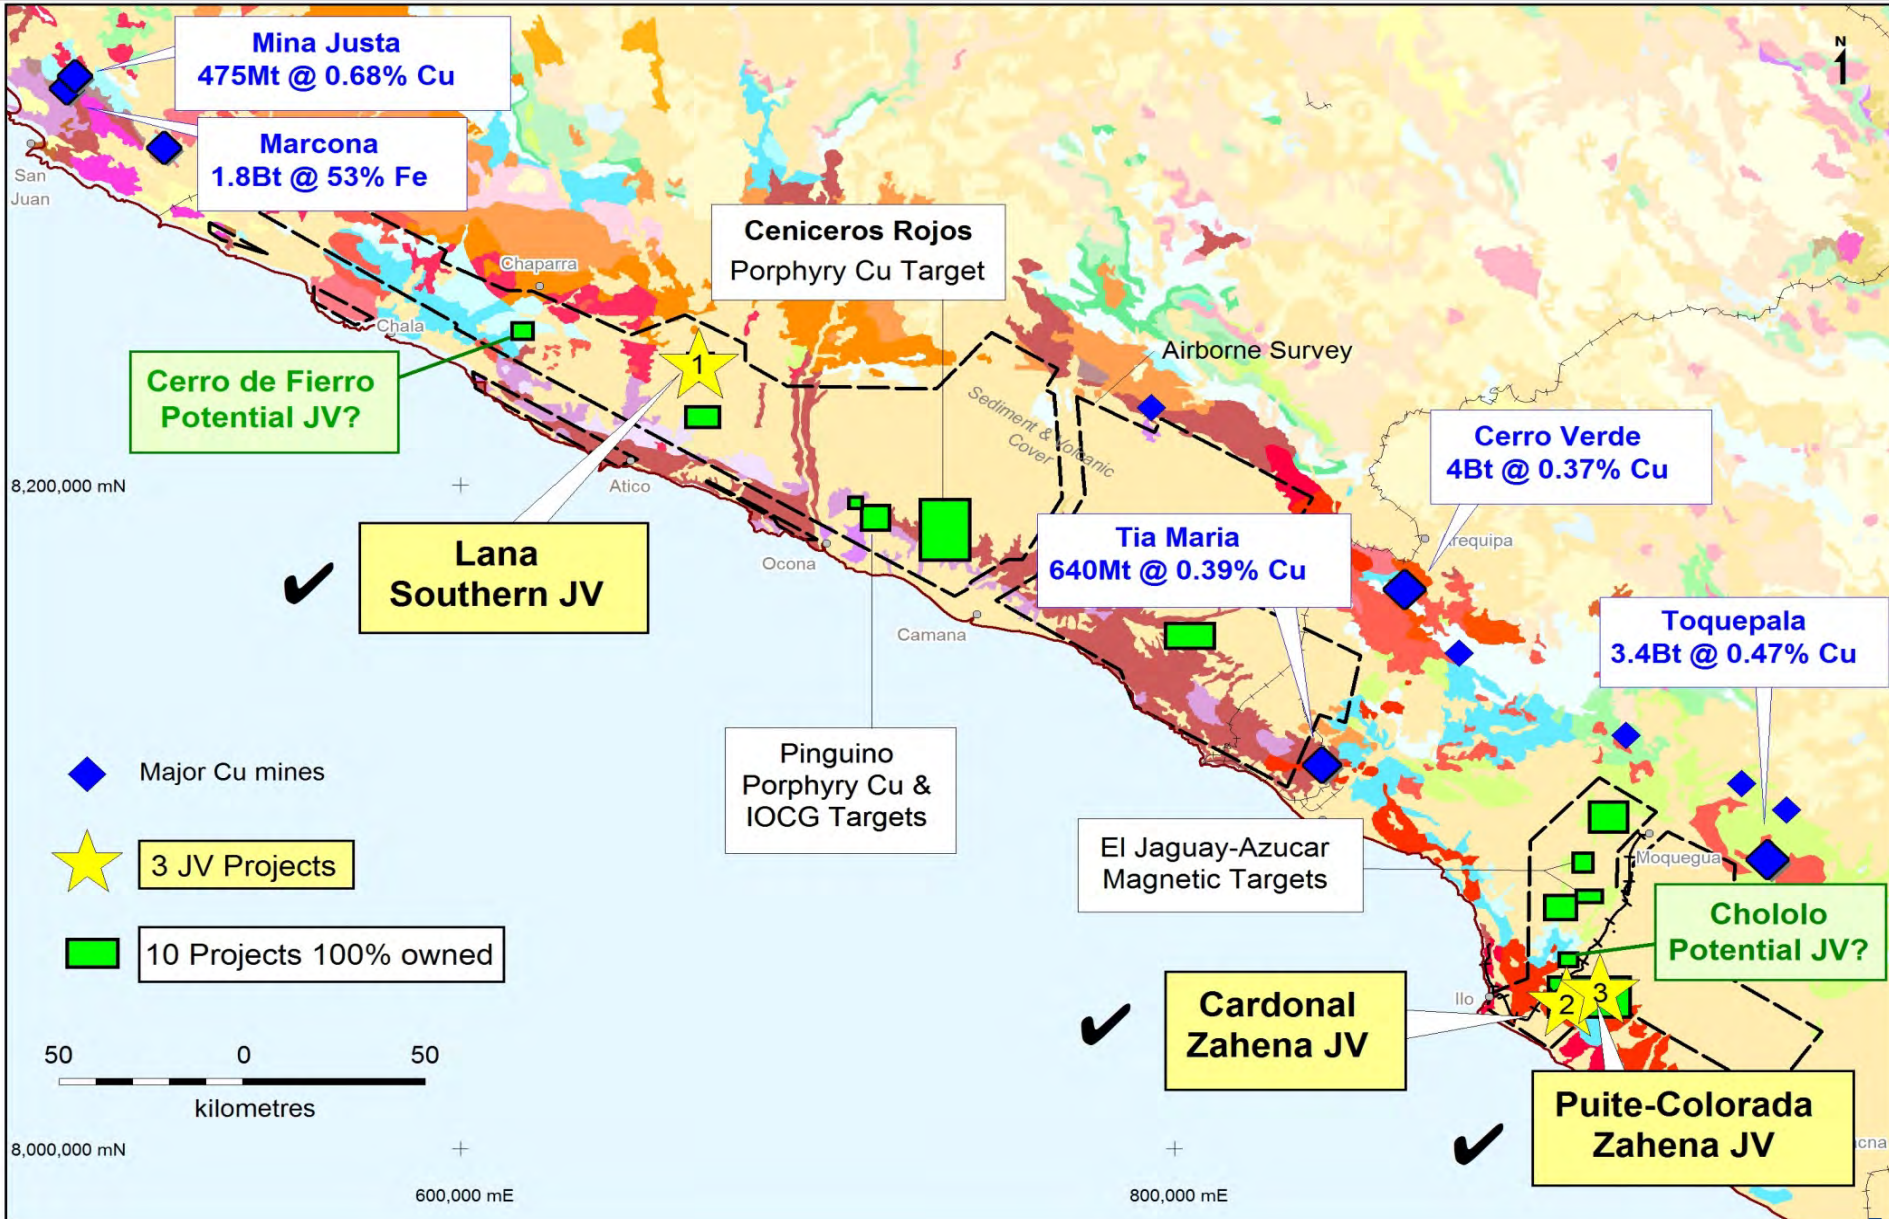 Mina Justa
475Mt @ 0.68% Cu
N
Marcona
1.8Bt @ 53% Fe
San
Juan
Ceniceros Rojos
Porphyry Cu Target
Chaparra
Chala
Airborne Survey
1
Cerro de Fierro
Potential JV?
Sediment & Volcanic
Cover
Cerro Verde
4Bt @ 0.37% Cu
8,200,000 mN
Atico
Lana
Southern JV
Ocona
Tia Maria
640Mt @ 0.39% Cu
Arequipa
Camana
Toquepala
3.4Bt @ 0.47% Cu
Pinguino
Porphyry Cu &
IOCG Targets
Major Cu mines
3 JV Projects
10 Projects 100% owned
El Jaguay-Azucar
Magnetic Targets
Moquegua
Chololo
Potential JV?
Ilo
2
3
Cardonal
Zahena JV
Puite-Colorada
Zahena JV
50 0 50
kilometres
8,000,000 mN
600,000 mE
800,000 mE